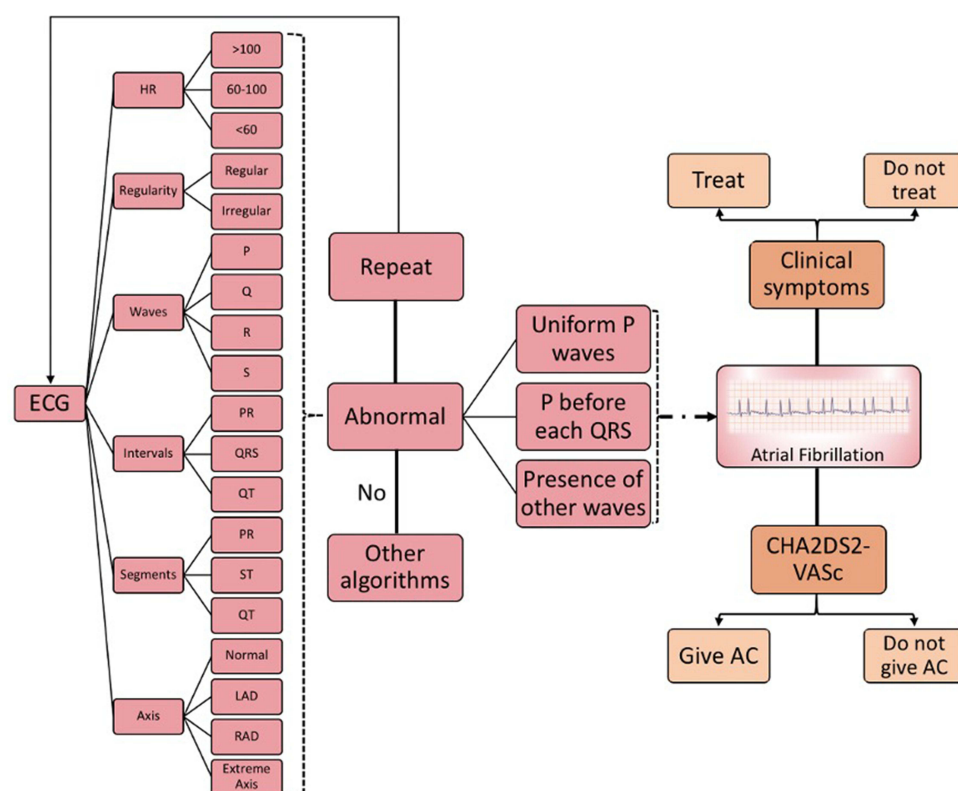 ECG
HR
>100
60-100
<60
Regularity
Regular
Irregular
Waves
P
Q
R
S
Intervals
PR
QRS
QT
Segments
PR
ST
QT
Axis
Normal
LAD
RAD
Extreme
Axis
Repeat
Abnormal
No
Other
algorithms
Uniform P
waves
P before
each QRS
Presence of
other waves
Treat
Do not
treat
Clinical
symptoms
Atrial Fibrillation
CHA2DS2-
VASc
Give AC
Do not
give AC